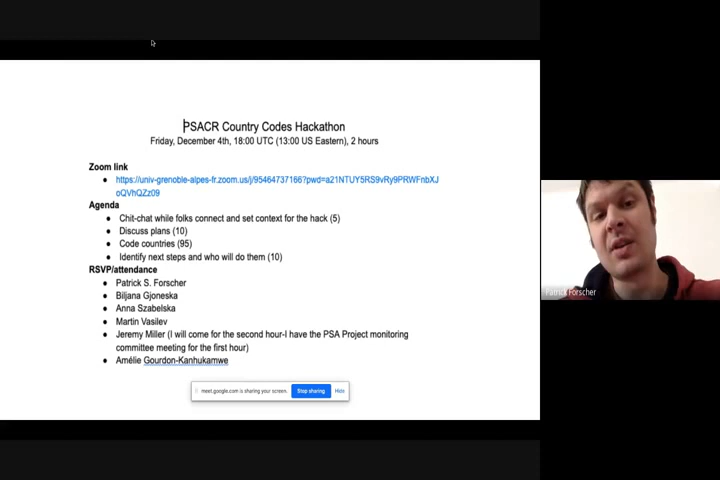 PSACR Country Codes Hackathon
Friday, December 4th, 18:00 UTC (13:00 US Eastern), 2 hours
Zoom link
● https://univ-grenoble-alpes-fr.zoom.us/j/95464737166?pwd=a21NTUY5RS9vRy9PRWFnbXJ
oQVhQZz09
Agenda
● Chit-chat while folks connect and set context for the hack (5)
● Discuss plans (10)
● Code countries (95)
● Identify next steps and who will do them (10)
RSVP/attendance
● Patrick S. Forscher
● Biljana Gjoneska
● Anna Szabelska
● Martin Vasilev
● Jeremy Miller (I will come for the second hour-I have the PSA Project monitoring
committee meeting for the first hour)
● Amélie Gourdon-Kanhukamwe
meet.google.com is sharing your screen. Stop sharing Hide
Patrick Forscher